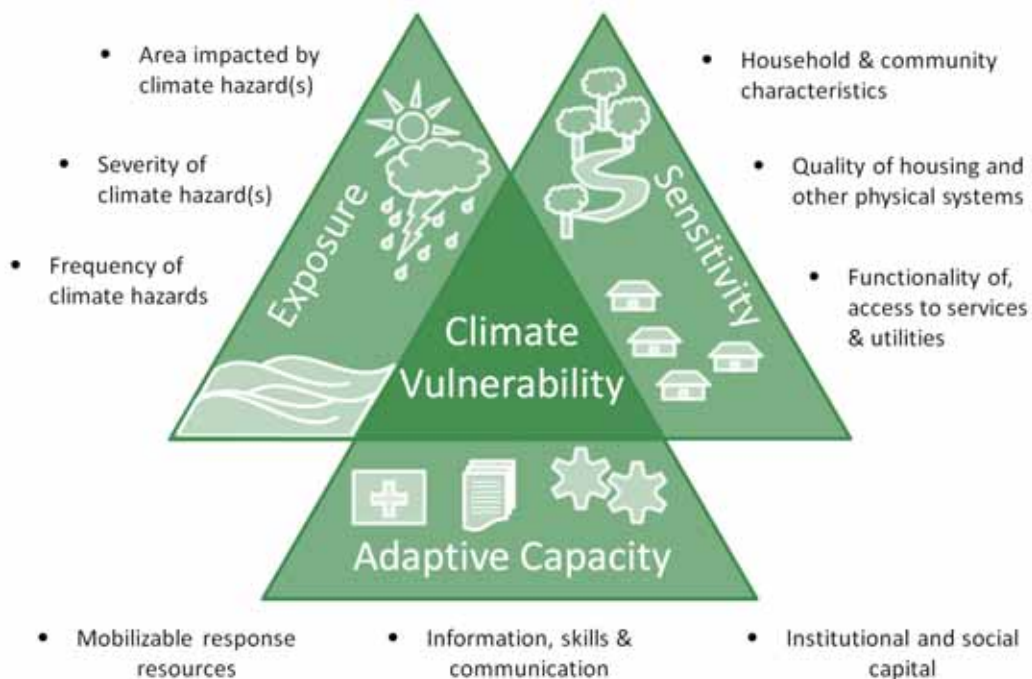 • Area impacted by
climate hazard(s)
• Severity of
climate hazard(s)
• Frequency of
climate hazards
Exposure
• Household & community
characteristics
• Quality of housing and
other physical systems
• Functionality of,
access to services
& utilities
Sensitivity
Climate
Vulnerability
Adaptive Capacity
• Mobilizable response
resources
• Information, skills &
communication
• Institutional and social
capital